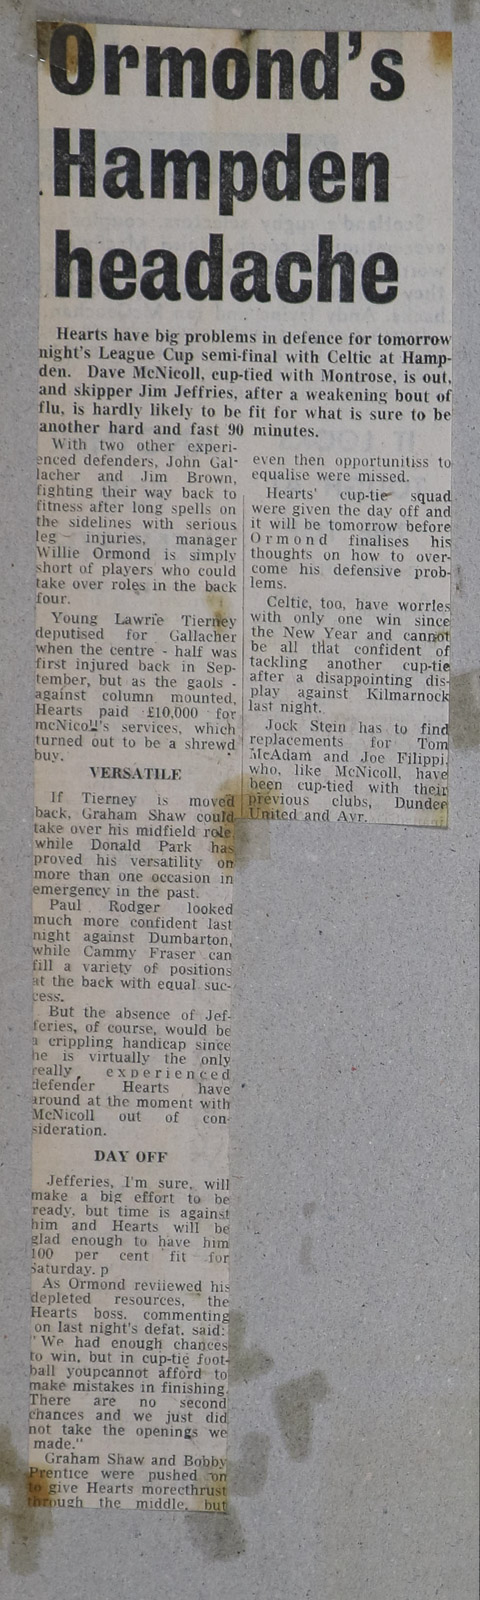 Ormond's
Hampden
headache
Hearts have big problems in defence for tomorrow
night's League Cup semi-final with Celtic at Hamp-
den. Dave McNicoll, cup-tied with Montrose, is out,
and skipper Jim Jeffries, after a weakening bout of
flu, is hardly likely to be fit for what is sure to be
another hard and fast 90 minutes.
With two other experi-
enced defenders, John Gal-
lacher and Jim Brown,
fighting their way back to
fitness after long spells on
the sidelines with serious
leg injuries, manager
Willie Ormond is simply
short of players who could
take over roles in the back
four.
Young Lawrie Tierney
deputised for Gallacher
when the centre - half was
first injured back in Sep-
tember, but as the gaols -
against column mounted,
Hearts paid £10,000 for
mcNicoll's services, which
turned out to be a shrewd
buy.
VERSATILE
If Tierney is moved
back, Graham Shaw could
take over his midfield role,
while Donald Park has
proved his versatility on
more than one occasion in
emergency in the past.
Paul Rodger looked
much more confident last
night against Dumbarton,
while Cammy Fraser can
fill a variety of positions
at the back with equal suc-
cess.
But the absence of Jef-
feries, of course, would be
a crippling handicap since
he is virtually the only
really experienced
defender Hearts have
around at the moment with
McNicoll out of con-
sideration.
DAY OFF
Jefferies, I'm sure, will
make a big effort to be
ready, but time is against
him and Hearts will be
glad enough to have him
100 per cent fit for
Saturday. p
As Ormond reviiewed his
depleted resources, the
Hearts boss, commenting
on last night's defat, said:
"We had enough chances
to win, but in cup-tie foot-
ball youpcannot afford to
make mistakes in finishing.
There are no second
chances and we just did
not take the openings we
made."
Graham Shaw and Bobby
Prentice were pushed on
to give Hearts morecthrust
through the middle, but
even then opportunitiss to
equalise were missed.
Hearts' cup-tie squad
were given the day off and
it will be tomorrow before
Ormond finalises his
thoughts on how to over-
come his defensive prob-
lems.
Celtic, too, have worries
with only one win since
the New Year and cannot
be all that confident of
tackling another cup-tie
after a disappointing dis-
play against Kilmarnock
last night.
Jock Stein has to find
replacements for Tom
McAdam and Joe Filippi,
who, like McNicoll, have
been cup-tied with their
previous clubs, Dundee
United and Ayr.